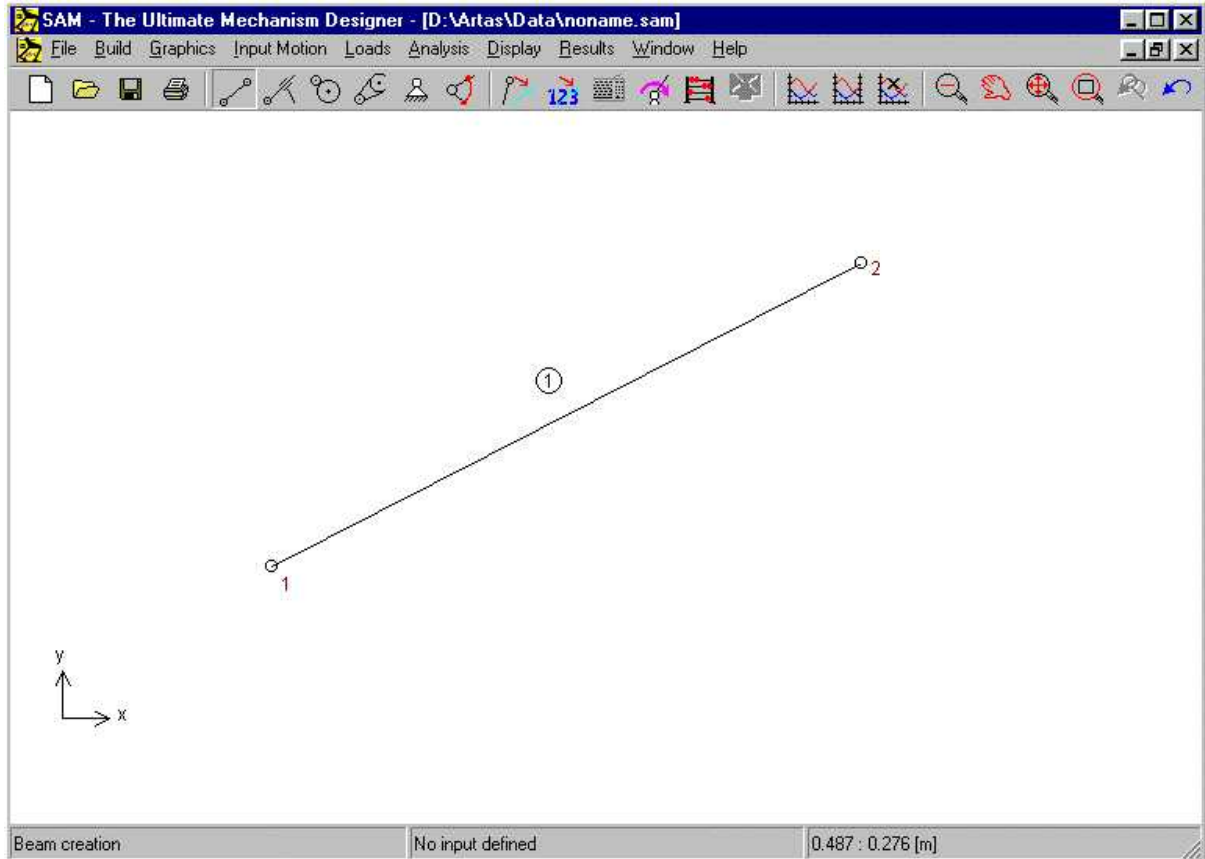 SAM - The Ultimate Mechanism Designer - [D:\Artas\Data\noname.sam]
File Build Graphics Input Motion Loads Analysis Display Results Window Help
123
2
1
1
y
x
Beam creation No input defined 0.487 : 0.276 [m]